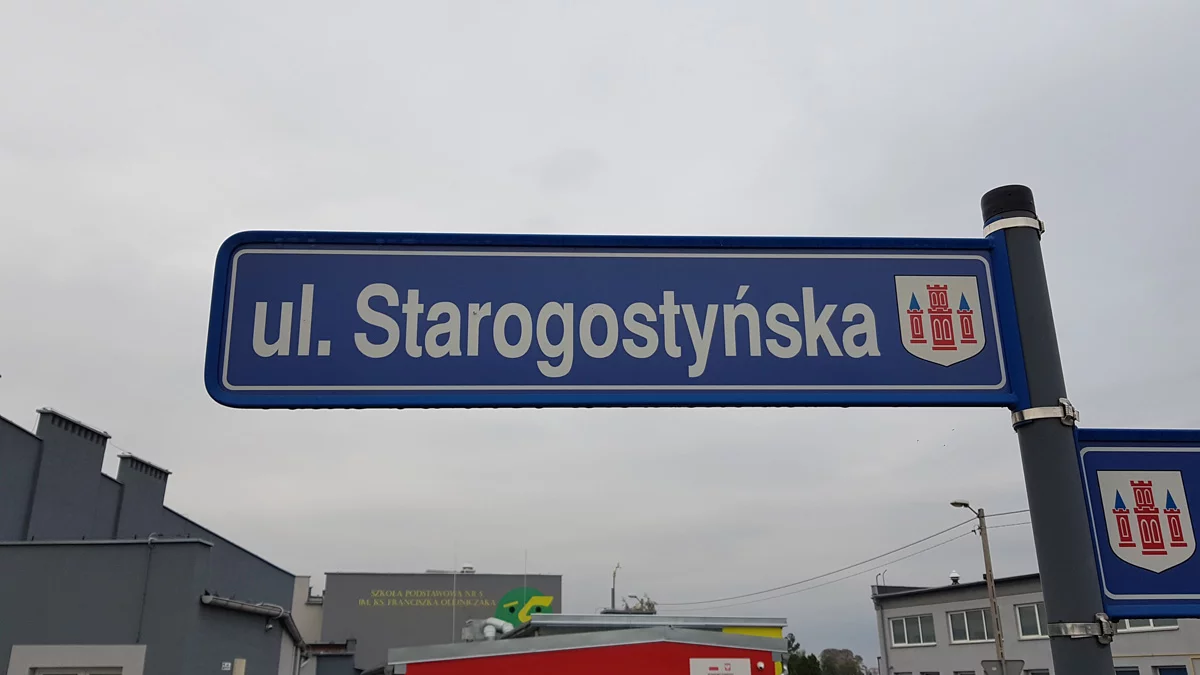 ul. Starogostyńska
SZKOŁA PODSTAWOWA NR 4
IM. KS. FRANCISZKA OLEJNICZAKA